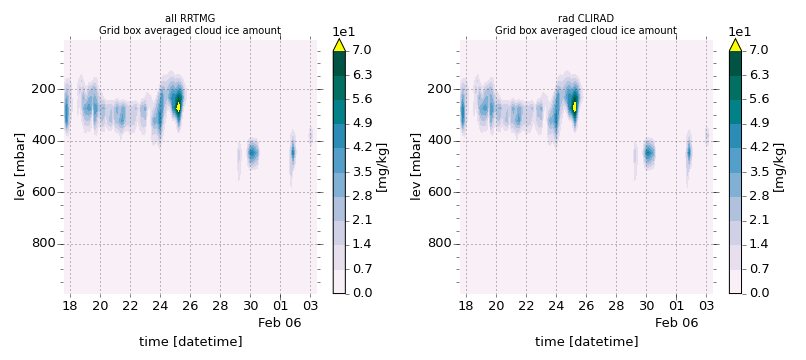 all RRTMG
Grid box averaged cloud ice amount
1e1
7.0
6.3
5.6
4.9
4.2
3.5
2.8
2.1
1.4
0.7
0.0
[mg/kg]
lev [mbar]
200
400
600
800
18 20 22 24 26 28 30 01 03
Feb 06
time [datetime]
rad CLIRAD
Grid box averaged cloud ice amount
1e1
7.0
6.3
5.6
4.9
4.2
3.5
2.8
2.1
1.4
0.7
0.0
[mg/kg]
lev [mbar]
200
400
600
800
18 20 22 24 26 28 30 01 03
Feb 06
time [datetime]